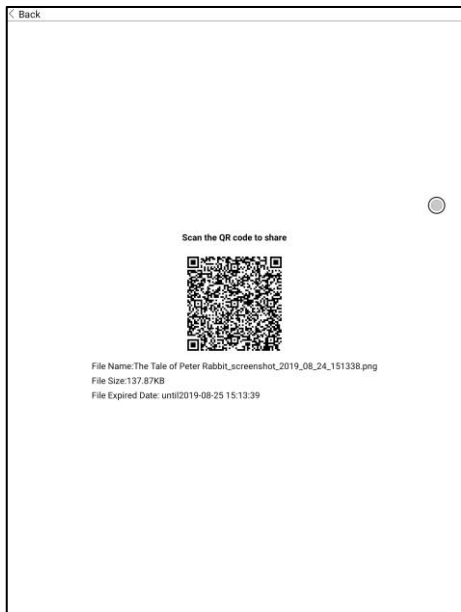 Back
Scan the QR code to share
File Name:The Tale of Peter Rabbit_screenshot_2019_08_24_151338.png
File Size:137.87KB
File Expired Date: until2019-08-25 15:13:39